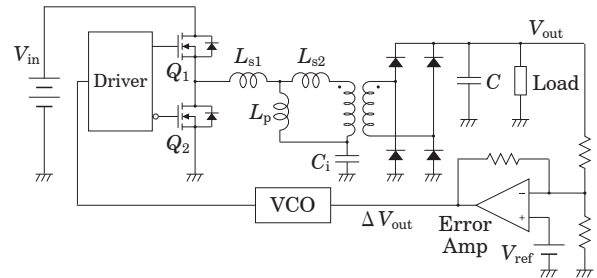 V_in
Driver
Q_1
Q_2
L_s1
L_s2
L_p
C_i
V_out
C
Load
VCO
ΔV_out
Error
Amp
−
+
V_ref